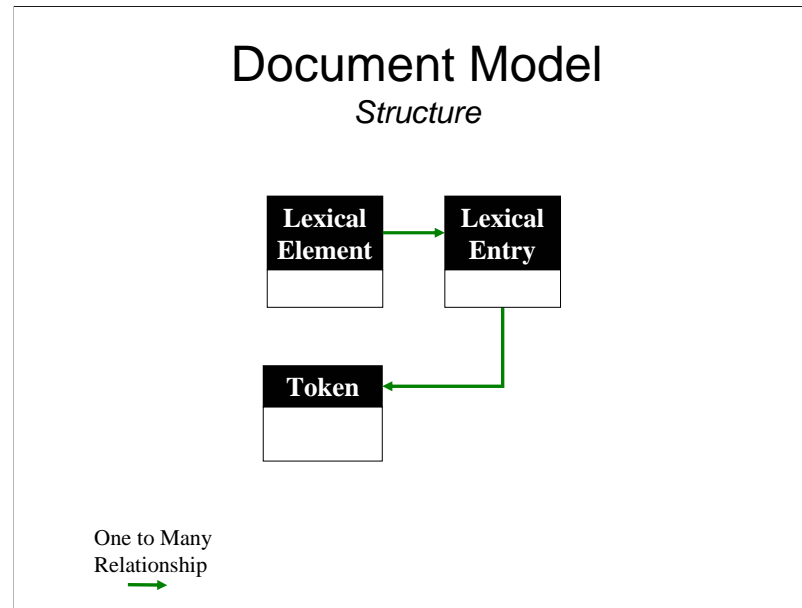 Document Model
Structure
Lexical
Element
Lexical
Entry
Token
One to Many
Relationship